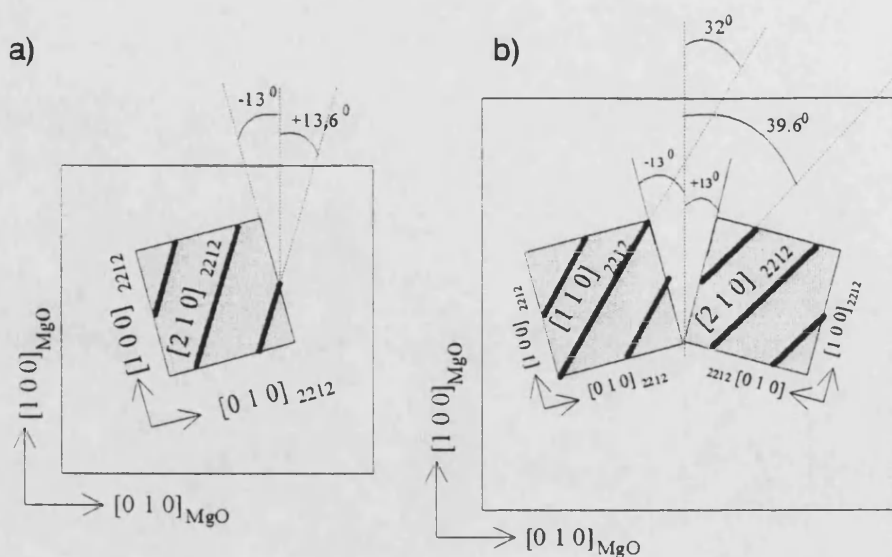 a)
-13⁰
+13,6⁰
[1 0 0] 2212
[2 1 0] 2212
[0 1 0] 2212
[1 0 0]MgO
[0 1 0]MgO
b)
32⁰
39.6⁰
-13⁰
+13⁰
[1 0 0] 2212
[1 1 0] 2212
[0 1 0] 2212
[2 1 0] 2212
2212 [0 1 0]
[1 0 0] 2212
[1 0 0]MgO
[0 1 0]MgO